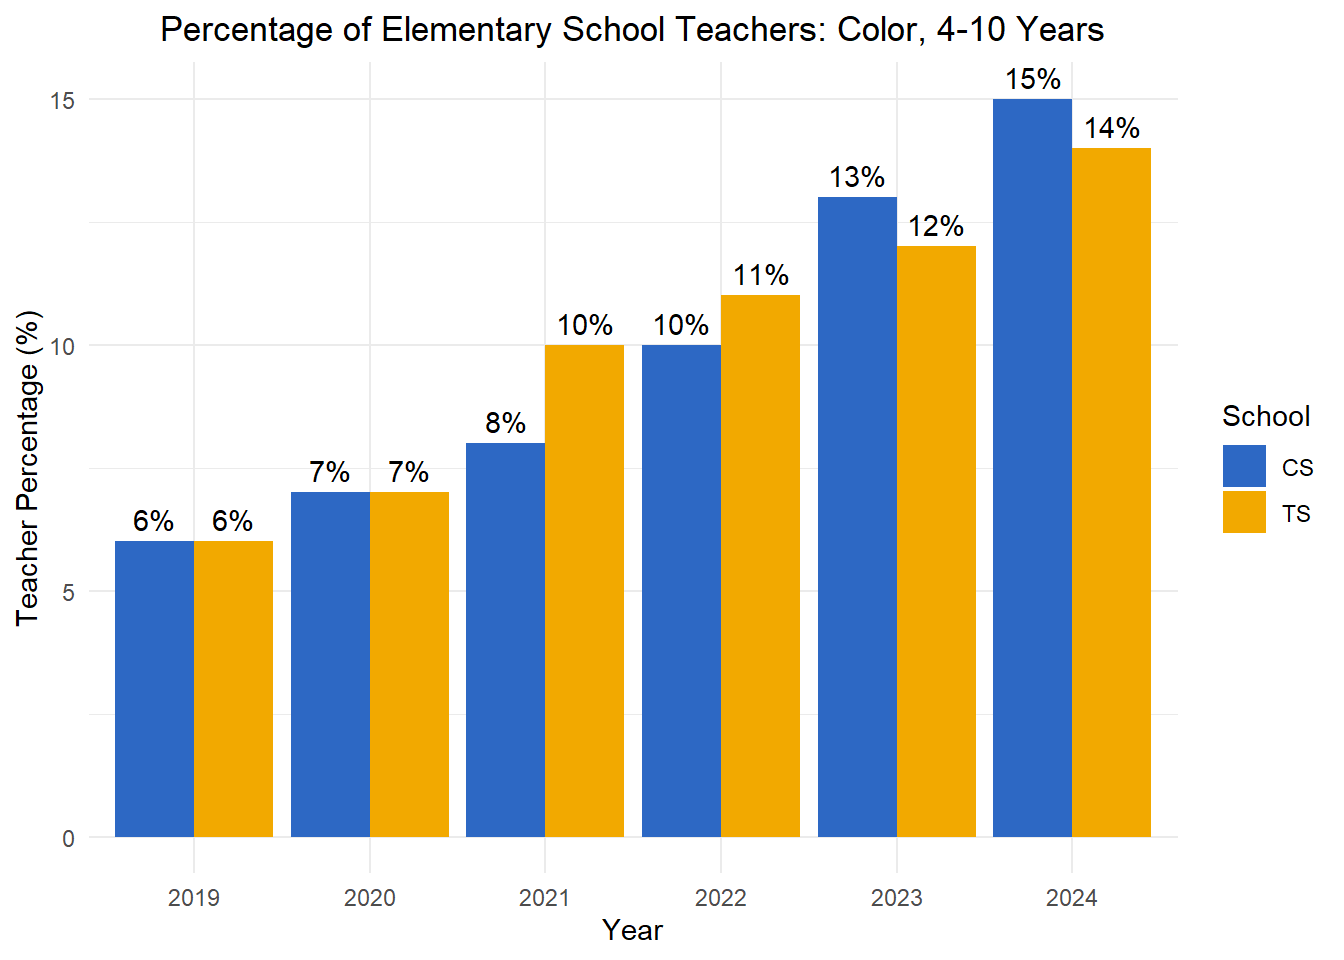 Percentage of Elementary School Teachers: Color, 4-10 Years
Teacher Percentage (%)
15
10
5
0
6% 6%
7% 7%
8% 10%
10% 11%
13% 12%
15% 14%
2019 2020 2021 2022 2023 2024
Year
School
CS
TS